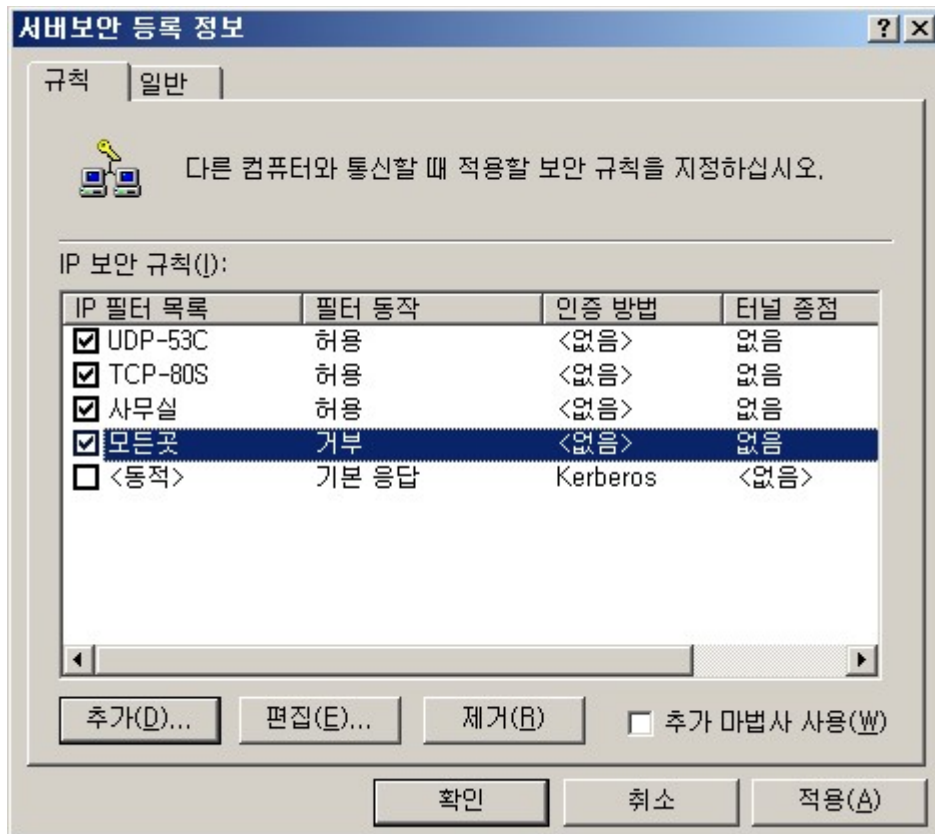 서버보안 등록 정보
규칙 일반
다른 컴퓨터와 통신할 때 적용할 보안 규칙을 지정하십시오.
IP 보안 규칙(I):
IP 필터 목록 필터 동작 인증 방법 터널 종점
UDP-53C 허용 <없음> 없음
TCP-80S 허용 <없음> 없음
사무실 허용 <없음> 없음
모든곳 거부 <없음> 없음
<동적> 기본 응답 Kerberos <없음>
추가(D)... 편집(E)... 제거(R) 추가 마법사 사용(W)
확인 취소 적용(A)